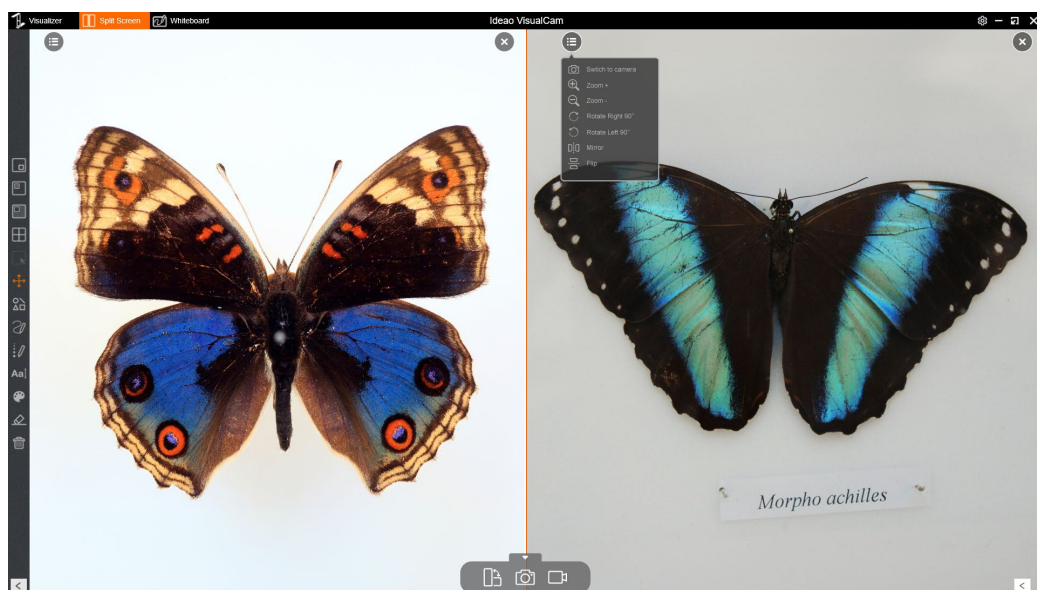 Visualizer
Split Screen
Whiteboard
Ideao VisualCam
Switch to camera
Zoom +
Zoom -
Rotate Right 90°
Rotate Left 90°
Mirror
Flip
Aa
Morpho achilles